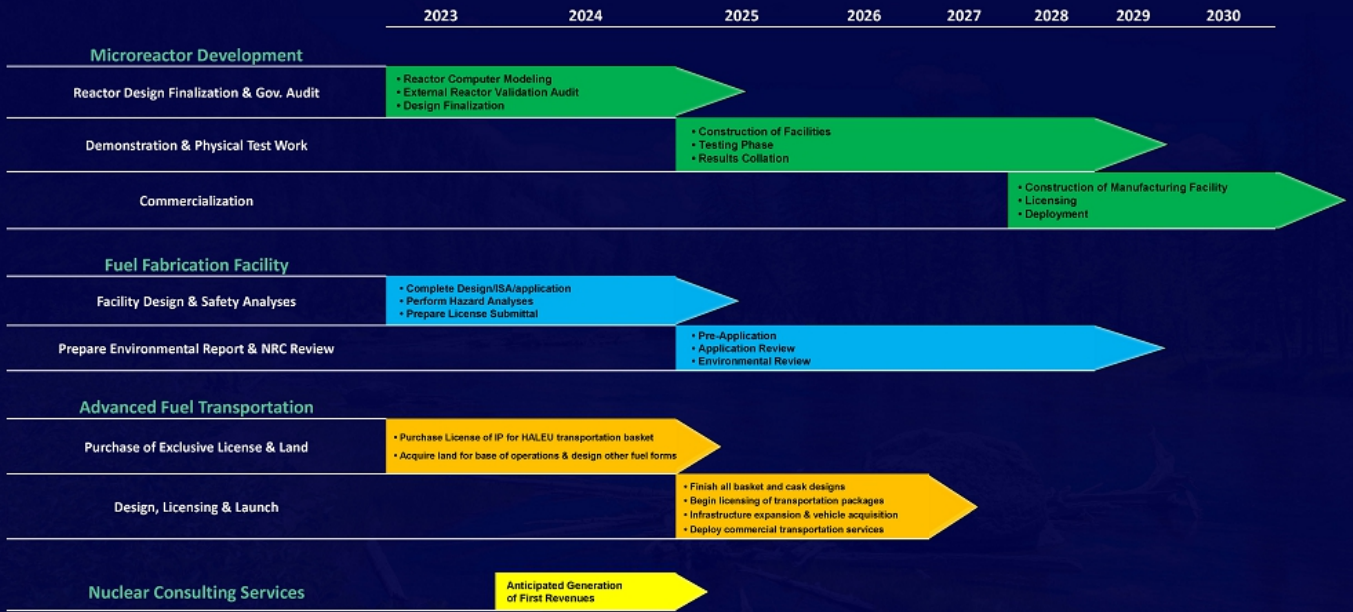 2023 2024 2025 2026 2027 2028 2029 2030
Microreactor Development
Reactor Design Finalization & Gov. Audit
• Reactor Computer Modeling
• External Reactor Validation Audit
• Design Finalization
Demonstration & Physical Test Work
• Construction of Facilities
• Testing Phase
• Results Collation
Commercialization
• Construction of Manufacturing Facility
• Licensing
• Deployment
Fuel Fabrication Facility
Facility Design & Safety Analyses
• Complete Design/ISA/application
• Perform Hazard Analyses
• Prepare License Submittal
Prepare Environmental Report & NRC Review
• Pre-Application
• Application Review
• Environmental Review
Advanced Fuel Transportation
Purchase of Exclusive License & Land
• Purchase License of IP for HALEU transportation basket
• Acquire land for base of operations & design other fuel forms
Design, Licensing & Launch
• Finish all basket and cask designs
• Begin licensing of transportation packages
• Infrastructure expansion & vehicle acquisition
• Deploy commercial transportation services
Nuclear Consulting Services
Anticipated Generation
of First Revenues